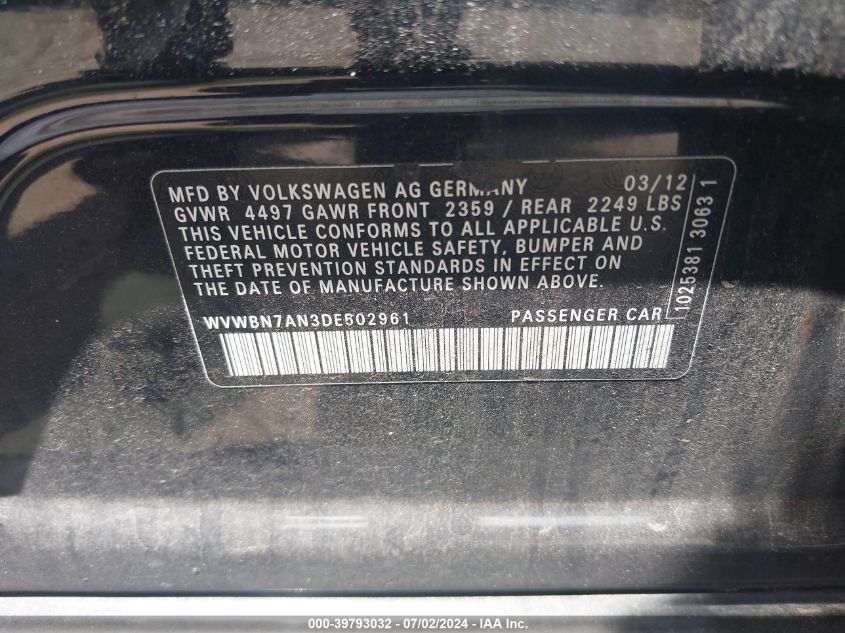 MFD BY VOLKSWAGEN AG GERMANY 03/12
GVWR 4497 GAWR FRONT 2359 / REAR 2249 LBS
THIS VEHICLE CONFORMS TO ALL APPLICABLE U.S.
FEDERAL MOTOR VEHICLE SAFETY, BUMPER AND
THEFT PREVENTION STANDARDS IN EFFECT ON
THE DATE OF MANUFACTURE SHOWN ABOVE.
WVWBN7AN3DE502961 PASSENGER CAR
1025381 3063 1
000-39793032 - 07/02/2024 - IAA Inc.